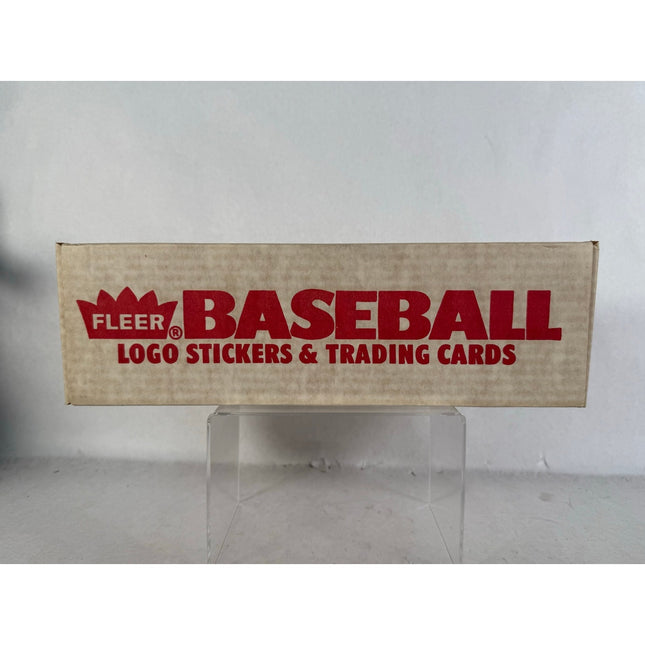 FLEER® BASEBALL
LOGO STICKERS & TRADING CARDS